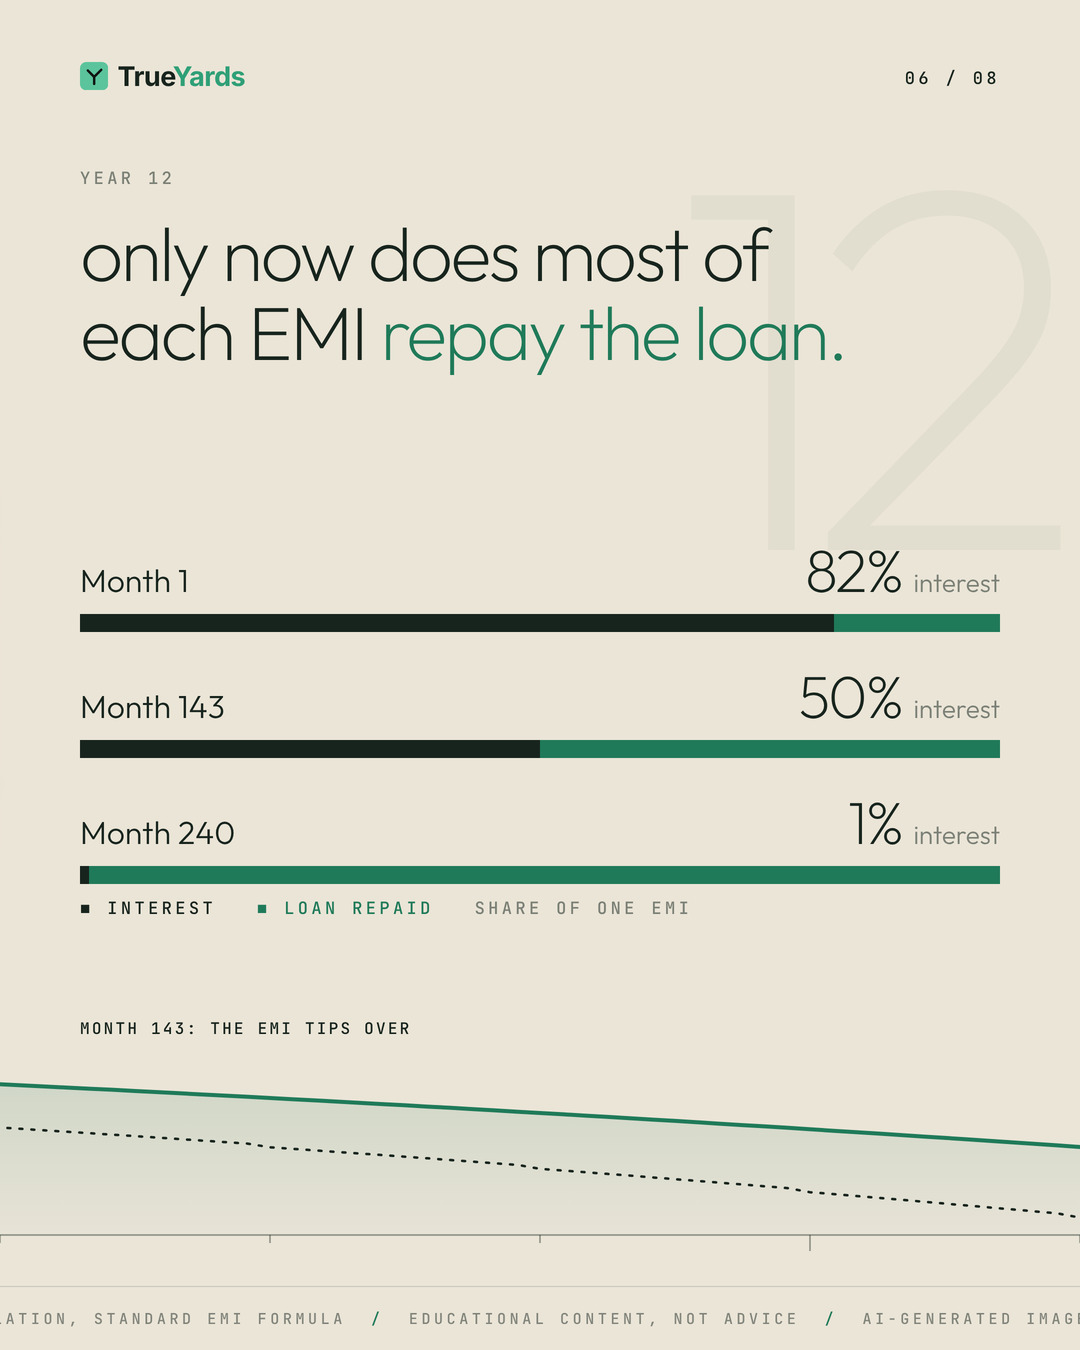 TrueYards
06 / 08
YEAR 12
12
only now does most of
each EMI repay the loan.
Month 1
82% interest
Month 143
50% interest
Month 240
1% interest
INTEREST LOAN REPAID SHARE OF ONE EMI
MONTH 143: THE EMI TIPS OVER
STANDARD EMI FORMULA / EDUCATIONAL CONTENT, NOT ADVICE / AI-GENERATED